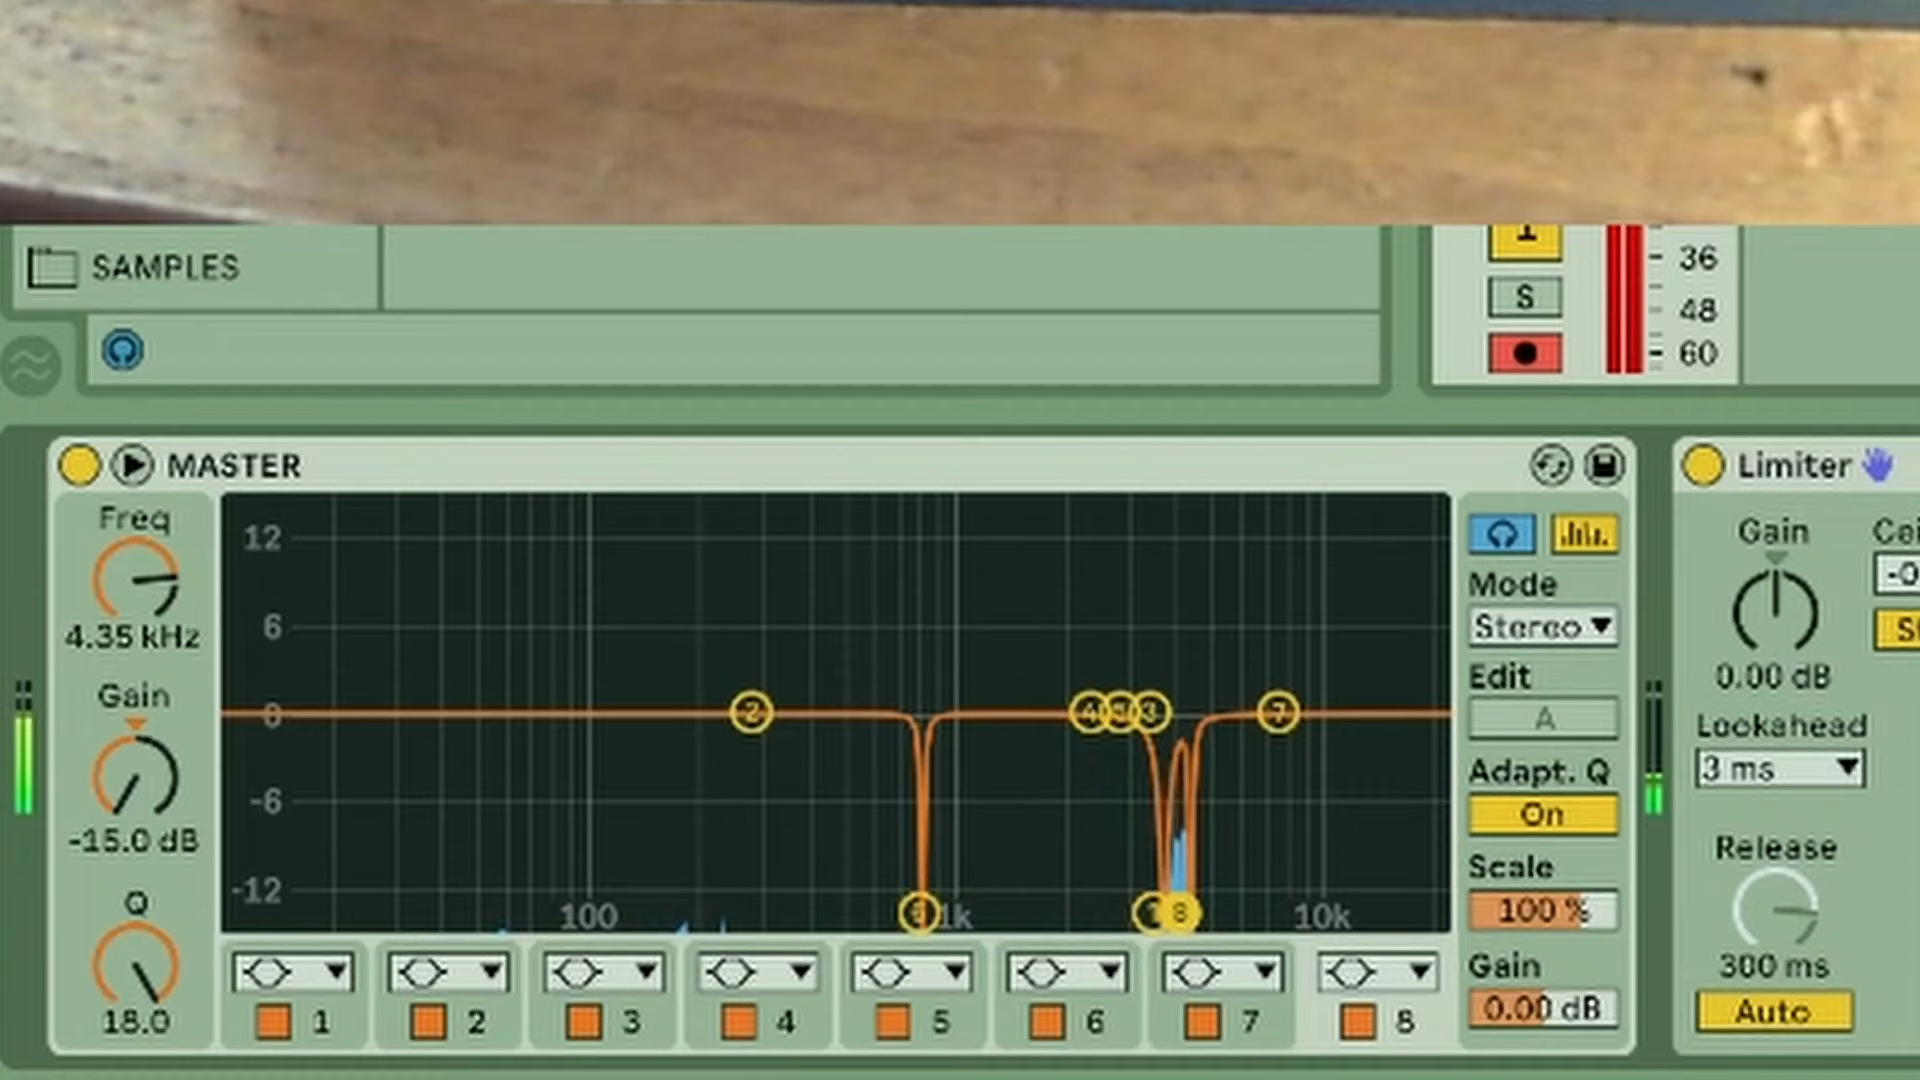 SAMPLES
36
S
48
60
MASTER
Limiter
Freq
4.35 kHz
Gain
-15.0 dB
Q
18.0
12
6
0
-6
-12
100
1k
10k
2
4
3
7
8
1
2
3
4
5
6
7
8
Mode
Stereo
Edit
A
Adapt. Q
On
Scale
100 %
Gain
0.00 dB
Gain
0.00 dB
Lookahead
3 ms
Release
300 ms
Auto